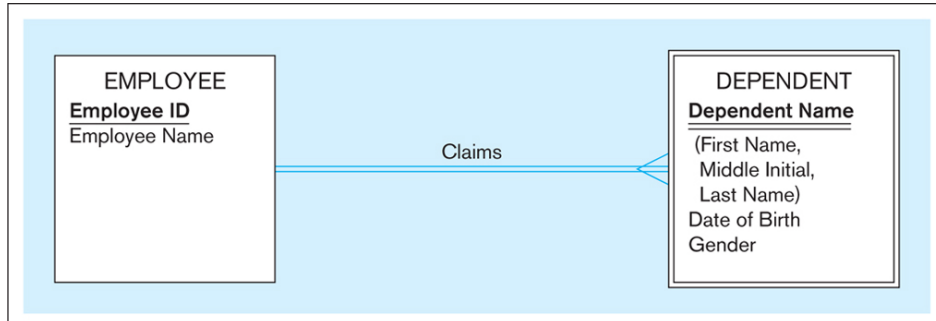 EMPLOYEE
Employee ID
Employee Name
Claims
DEPENDENT
Dependent Name
(First Name,
Middle Initial,
Last Name)
Date of Birth
Gender